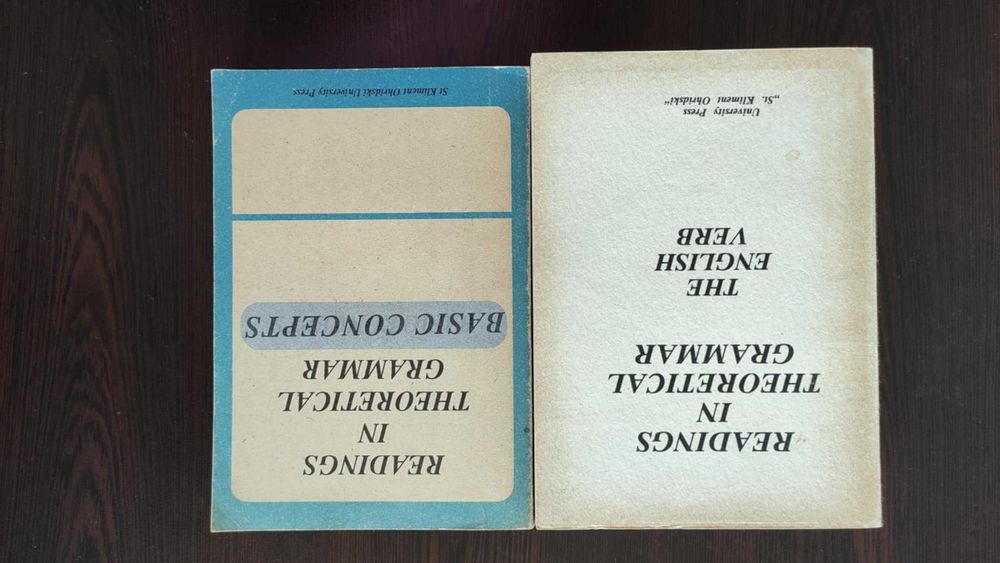 READINGS
IN
THEORETICAL
GRAMMAR
BASIC CONCEPTS
St Kliment Ohridski University Press
READINGS
IN
THEORETICAL
GRAMMAR
THE
ENGLISH
VERB
University Press
„St. Kliment Ohridski“